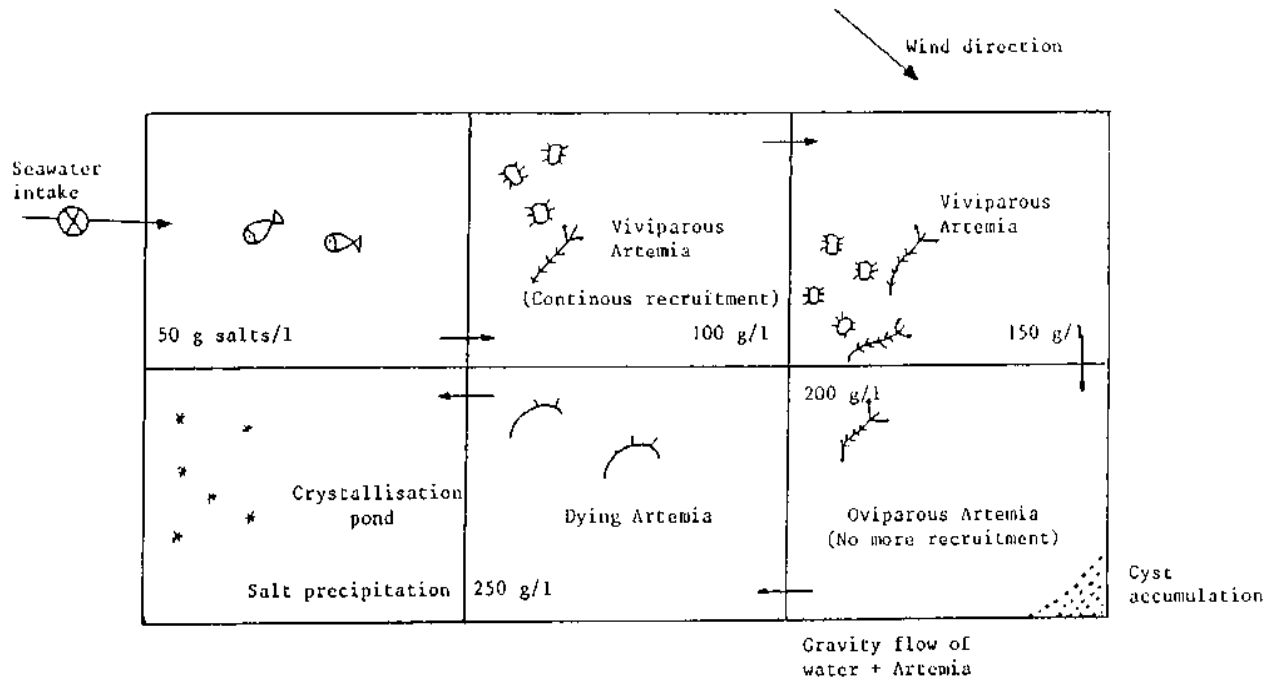 Wind direction
Seawater
intake
Viviparous
Artemia
(Continous recruitment)
Viviparous
Artemia
50 g salts/l
100 g/l
150 g/l
200 g/l
Crystallisation
pond
Dying Artemia
Oviparous Artemia
(No more recruitment)
Salt precipitation
250 g/l
Cyst
accumulation
Gravity flow of
water + Artemia